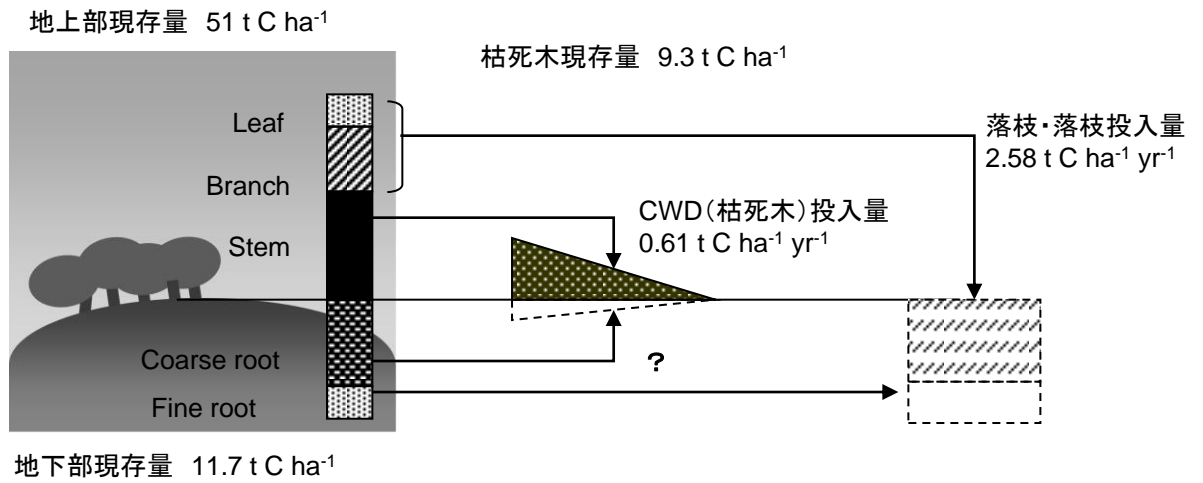 地上部現存量 51 t C ha-1
枯死木現存量 9.3 t C ha-1
落枝・落枝投入量
2.58 t C ha-1 yr-1
Leaf
Branch
CWD（枯死木）投入量
0.61 t C ha-1 yr-1
Stem
Coarse root
?
Fine root
地下部現存量 11.7 t C ha-1